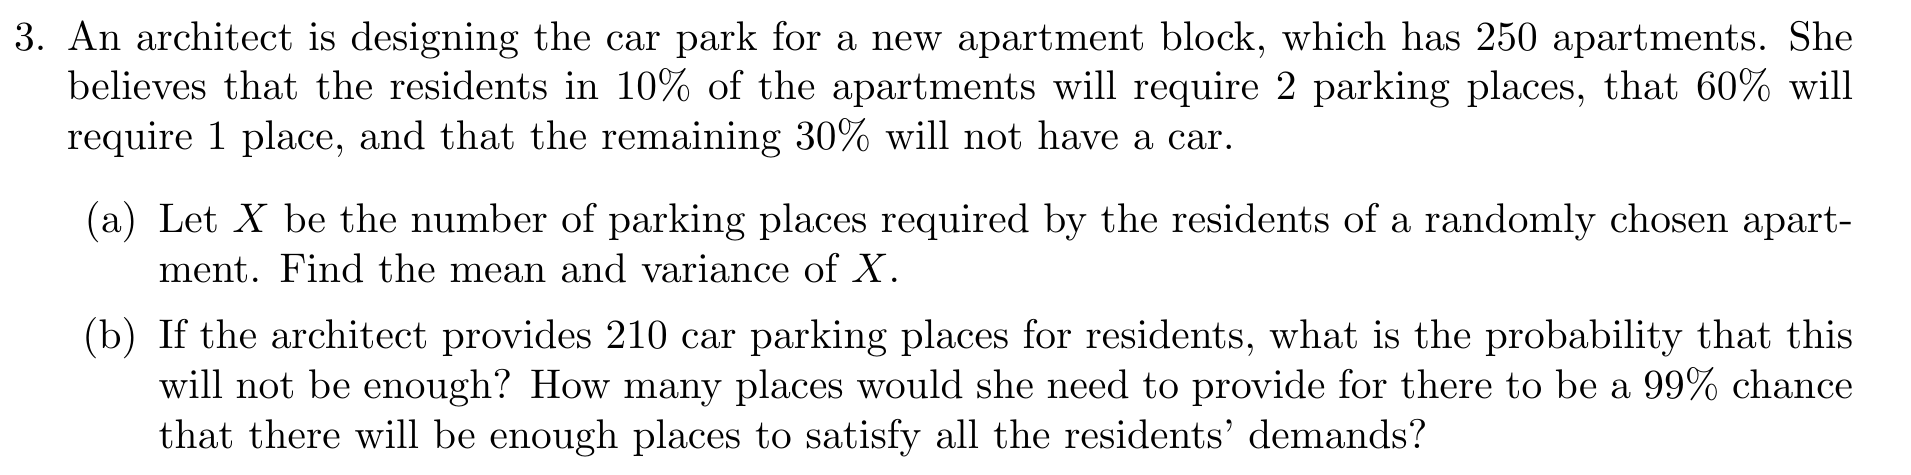 3. An architect is designing the car park for a new apartment block, which has 250 apartments. She
believes that the residents in 10% of the apartments will require 2 parking places, that 60% will
require 1 place, and that the remaining 30% will not have a car.
(a) Let X be the number of parking places required by the residents of a randomly chosen apart-
ment. Find the mean and variance of X.
(b) If the architect provides 210 car parking places for residents, what is the probability that this
will not be enough? How many places would she need to provide for there to be a 99% chance
that there will be enough places to satisfy all the residents’ demands?